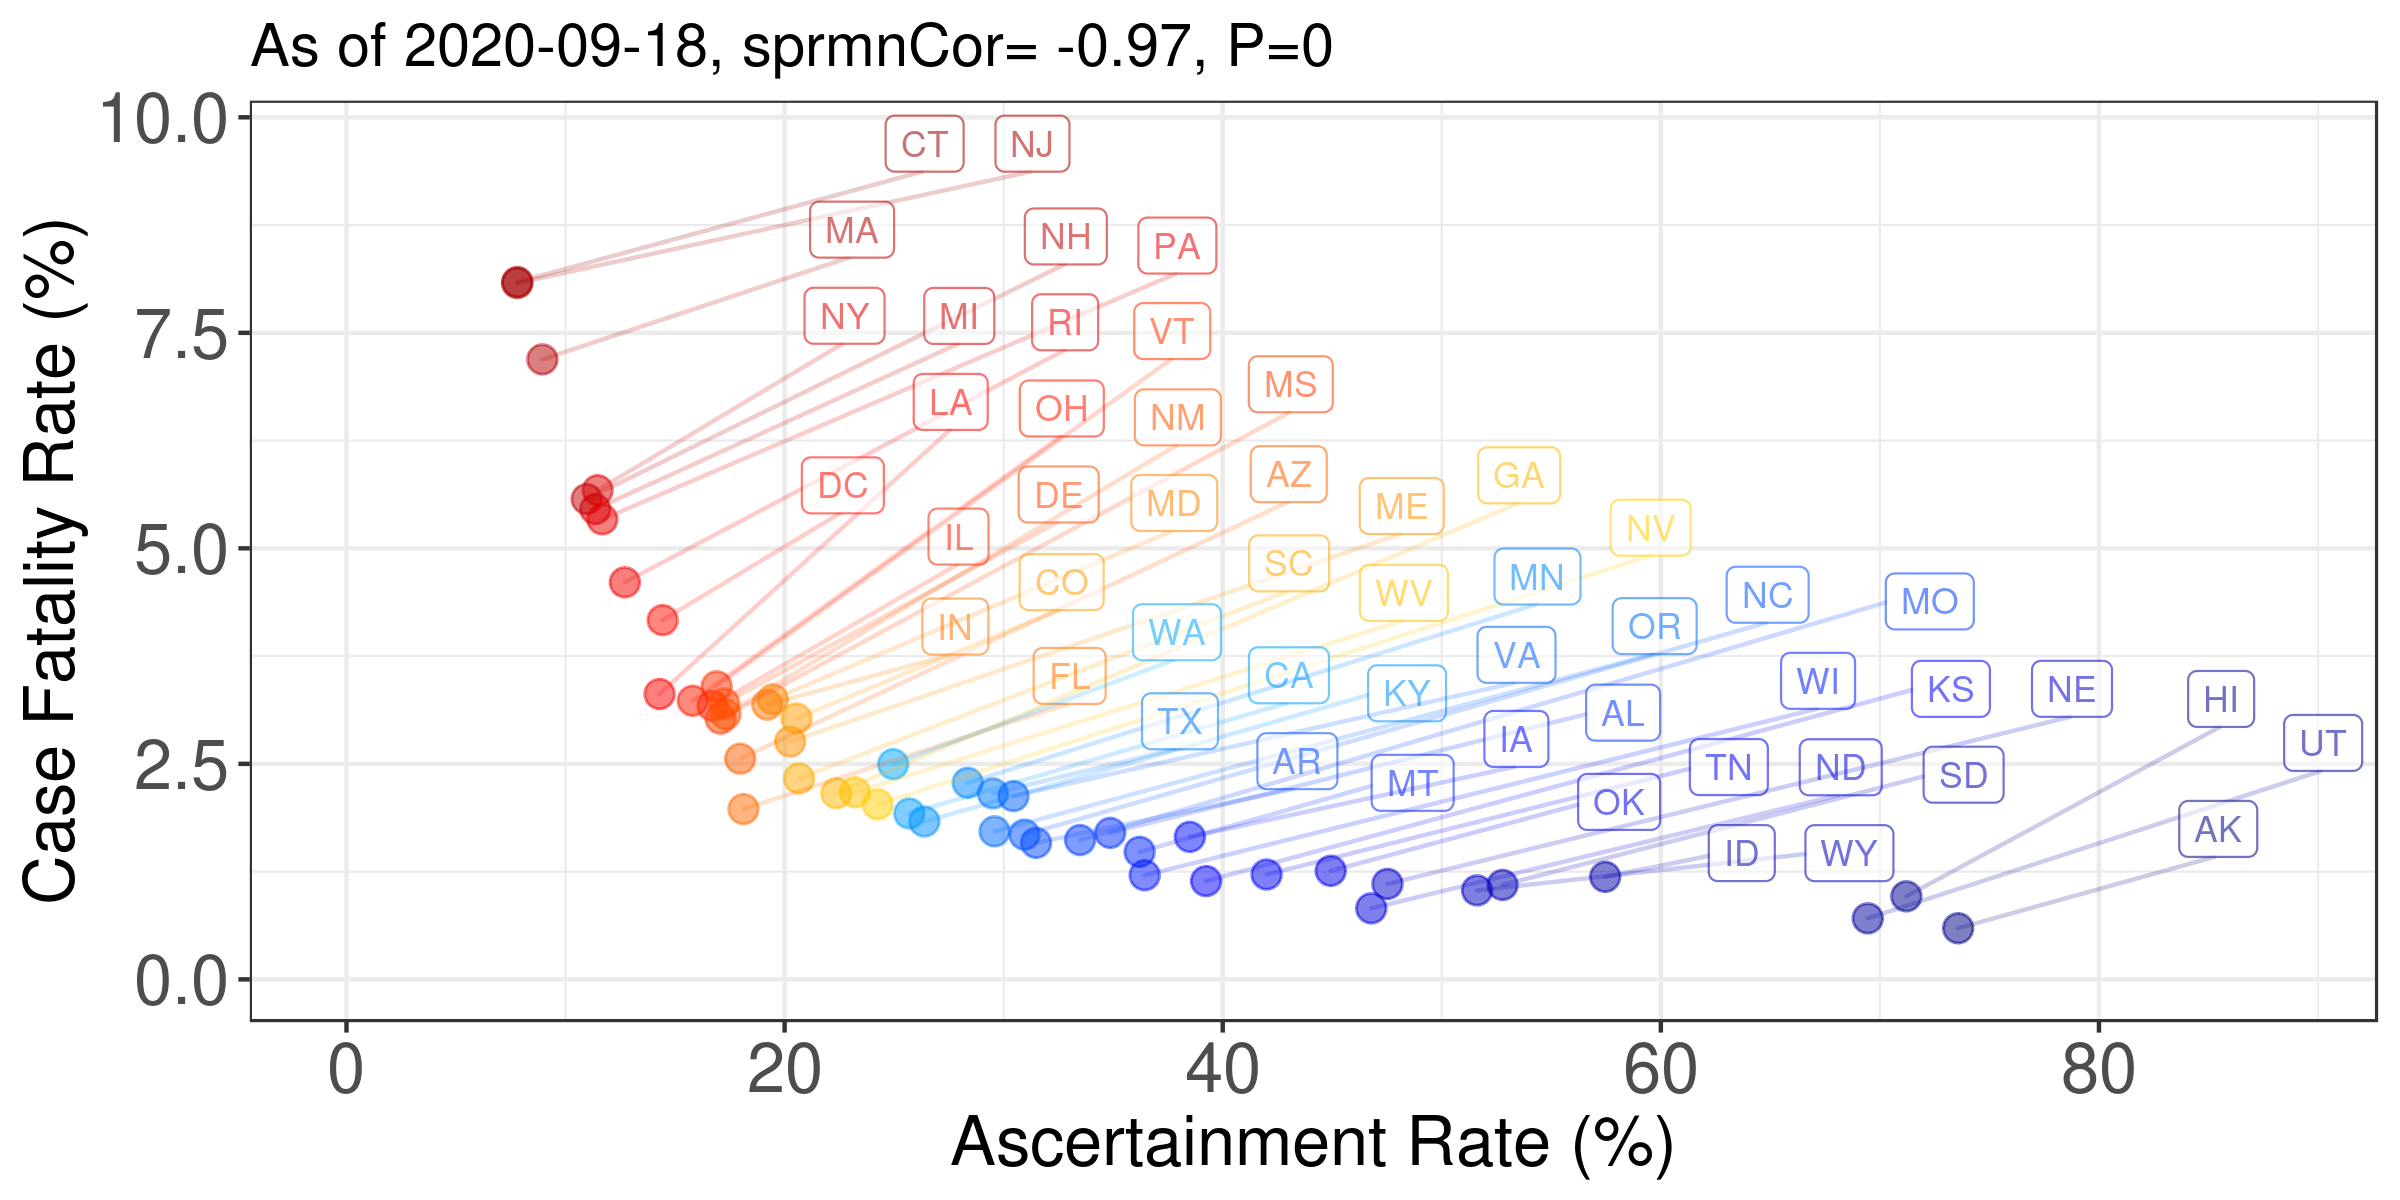 As of 2020-09-18, sprmnCor= -0.97, P=0
Case Fatality Rate (%)
10.0
7.5
5.0
2.5
0.0
CT NJ
MA NH PA
NY MI RI VT
LA OH NM MS
DC DE MD AZ ME GA
IL CO SC WV MN NV
IN WA OR NC MO
FL CA KY VA WI KS NE HI
TX AR IA AL TN ND SD UT
MT OK ID WY AK
0 20 40 60 80
Ascertainment Rate (%)